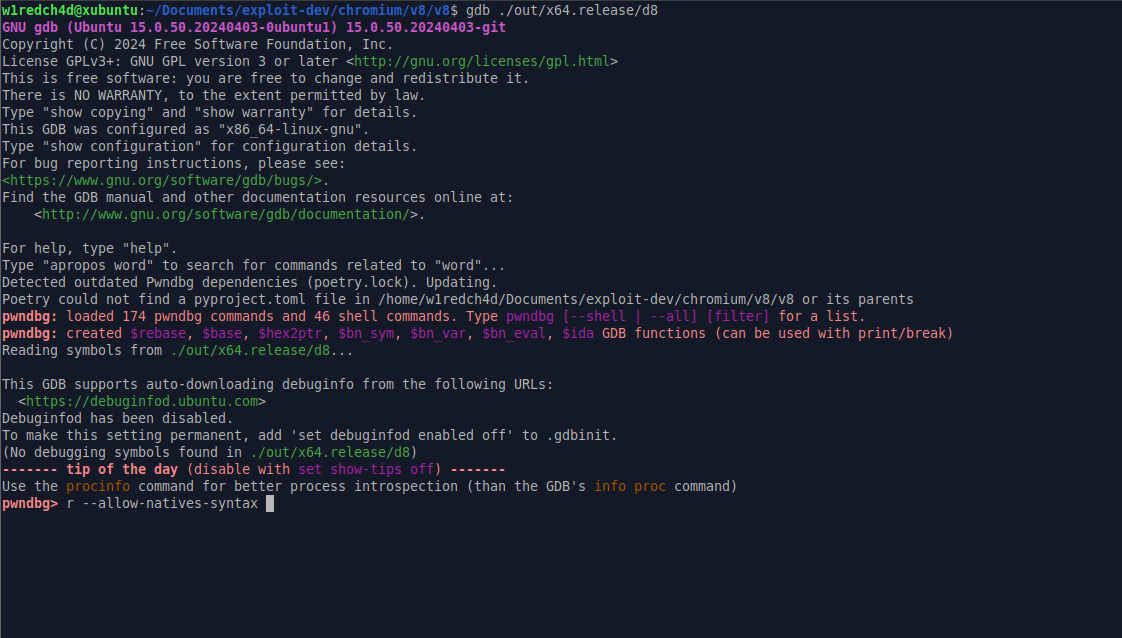 w1redch4d@xubuntu:~/Documents/exploit-dev/chromium/v8/v8$ gdb ./out/x64.release/d8
GNU gdb (Ubuntu 15.0.50.20240403-0ubuntu1) 15.0.50.20240403-git
Copyright (C) 2024 Free Software Foundation, Inc.
License GPLv3+: GNU GPL version 3 or later <http://gnu.org/licenses/gpl.html>
This is free software: you are free to change and redistribute it.
There is NO WARRANTY, to the extent permitted by law.
Type "show copying" and "show warranty" for details.
This GDB was configured as "x86_64-linux-gnu".
Type "show configuration" for configuration details.
For bug reporting instructions, please see:
<https://www.gnu.org/software/gdb/bugs/>.
Find the GDB manual and other documentation resources online at:
    <http://www.gnu.org/software/gdb/documentation/>.

For help, type "help".
Type "apropos word" to search for commands related to "word"...
Detected outdated Pwndbg dependencies (poetry.lock). Updating.
Poetry could not find a pyproject.toml file in /home/w1redch4d/Documents/exploit-dev/chromium/v8/v8 or its parents
pwndbg: loaded 174 pwndbg commands and 46 shell commands. Type pwndbg [--shell | --all] [filter] for a list.
pwndbg: created $rebase, $base, $hex2ptr, $bn_sym, $bn_var, $bn_eval, $ida GDB functions (can be used with print/break)
Reading symbols from ./out/x64.release/d8...

This GDB supports auto-downloading debuginfo from the following URLs:
  <https://debuginfod.ubuntu.com>
Debuginfod has been disabled.
To make this setting permanent, add 'set debuginfod enabled off' to .gdbinit.
(No debugging symbols found in ./out/x64.release/d8)
------- tip of the day (disable with set show-tips off) -------
Use the procinfo command for better process introspection (than the GDB's info proc command)
pwndbg> r --allow-natives-syntax